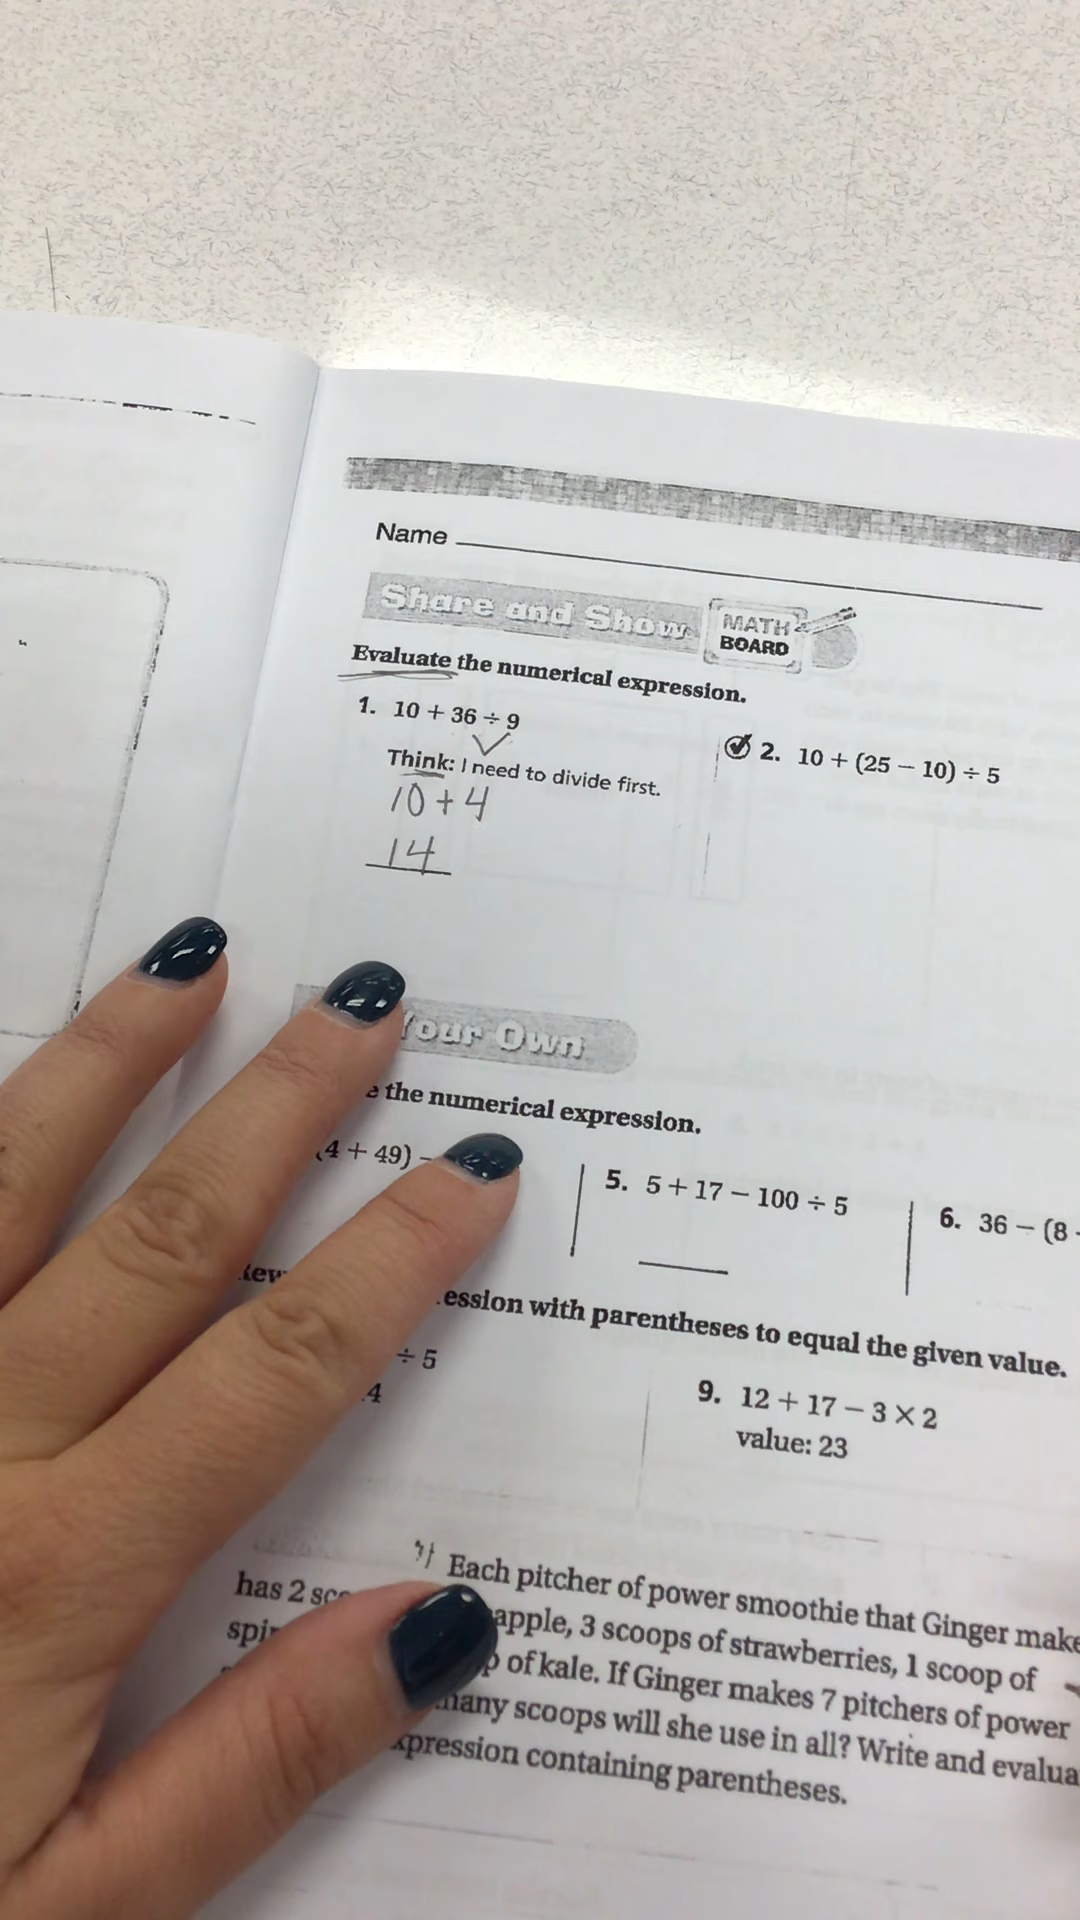 Name
Share and Show
MATH
BOARD
Evaluate the numerical expression.
1. 10 + 36 ÷ 9
Think: I need to divide first.
10 + 4
14
2. 10 + (25 − 10) ÷ 5
Your Own
the numerical expression.
4 + 49) −
5. 5 + 17 − 100 ÷ 5
6. 36 − (8
with parentheses to equal the given value.
÷ 5
4
9. 12 + 17 − 3 × 2
value: 23
Each pitcher of power smoothie that Ginger make
has 2 sc
apple, 3 scoops of strawberries, 1 scoop of
of kale. If Ginger makes 7 pitchers of power
many scoops will she use in all? Write and evalua
containing parentheses.